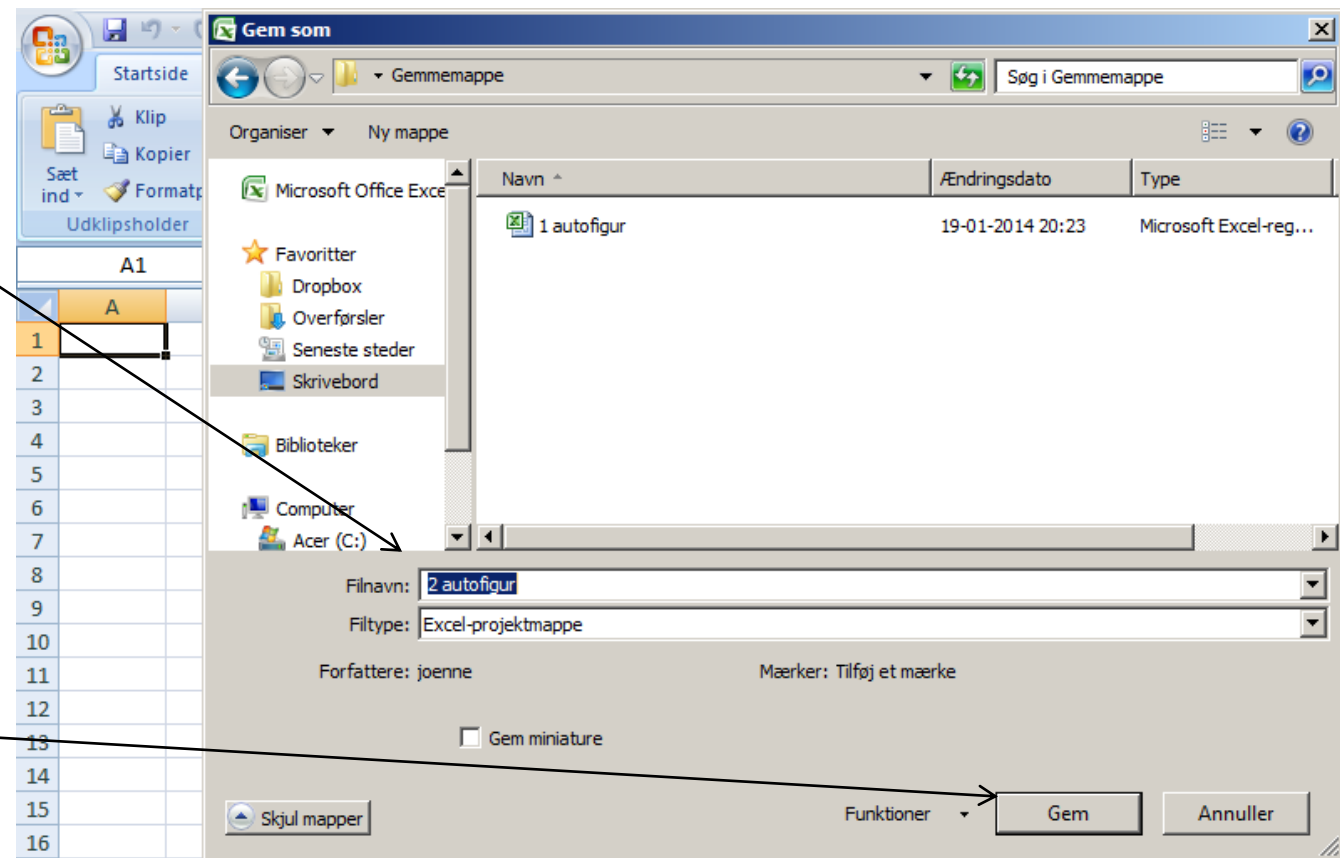 Gem som
Startside
Gemmemappe
Søg i Gemmemappe
Klip
Kopier
Sæt
ind
Formatp
Udklipsholder
Organiser
Ny mappe
Navn
Ændringsdato
Type
Microsoft Office Exce
1 autofigur
19-01-2014 20:23
Microsoft Excel-reg...
Favoritter
Dropbox
Overførsler
Seneste steder
Skrivebord
Biblioteker
Computer
Acer (C:)
A1
A
1
2
3
4
5
6
7
8
9
10
11
12
13
14
15
16
Filnavn: 2 autofigur
Filtype: Excel-projektmappe
Forfattere: joenne
Mærker: Tilføj et mærke
Gem miniature
Skjul mapper
Funktioner
Gem
Annuller